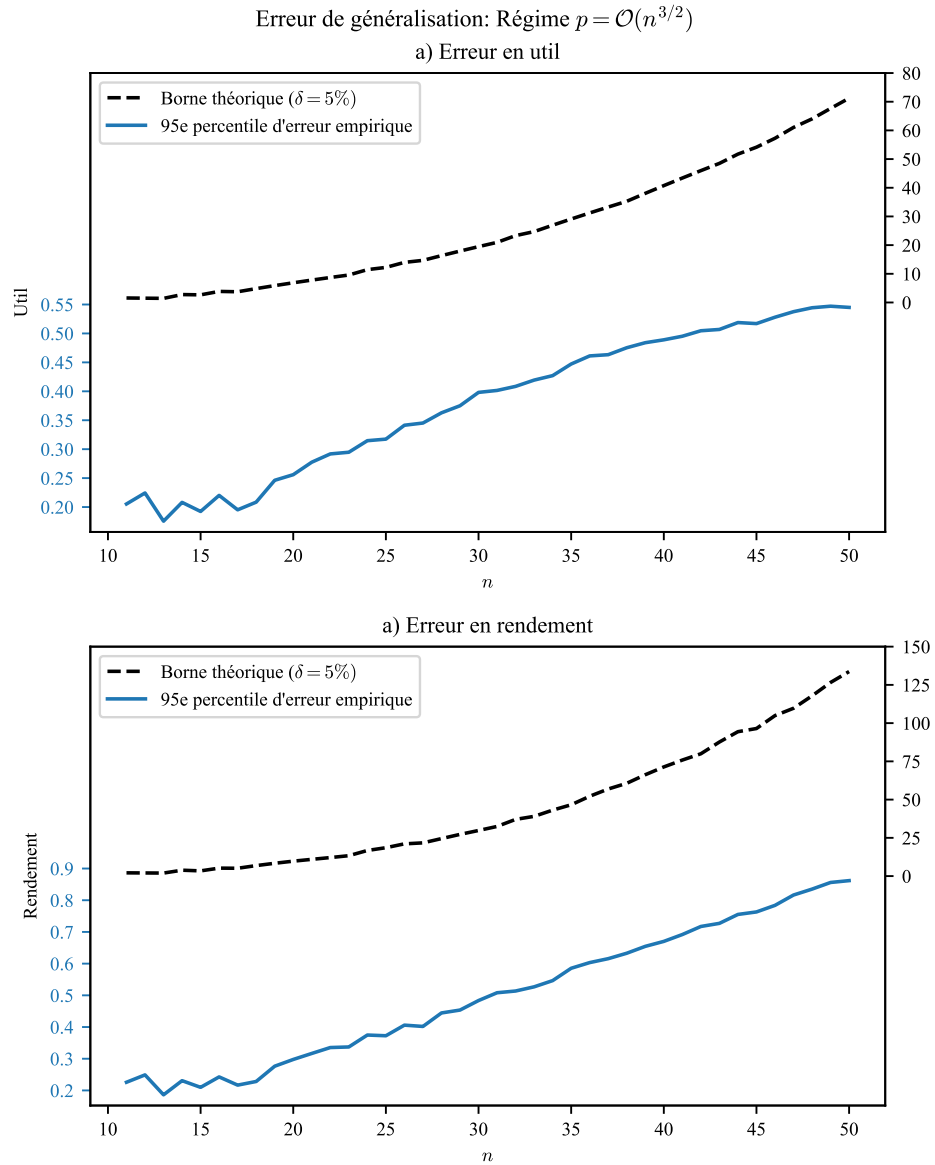 Erreur de généralisation: Régime $p = \mathcal{O}(n^{3/2})$
a) Erreur en util
Borne théorique ($\delta = 5\%$)
95e percentile d'erreur empirique
80
70
60
50
40
30
20
10
0
Util
0.55
0.50
0.45
0.40
0.35
0.30
0.25
0.20
10 15 20 25 30 35 40 45 50
n
a) Erreur en rendement
Borne théorique ($\delta = 5\%$)
95e percentile d'erreur empirique
150
125
100
75
50
25
0
Rendement
0.9
0.8
0.7
0.6
0.5
0.4
0.3
0.2
10 15 20 25 30 35 40 45 50
n